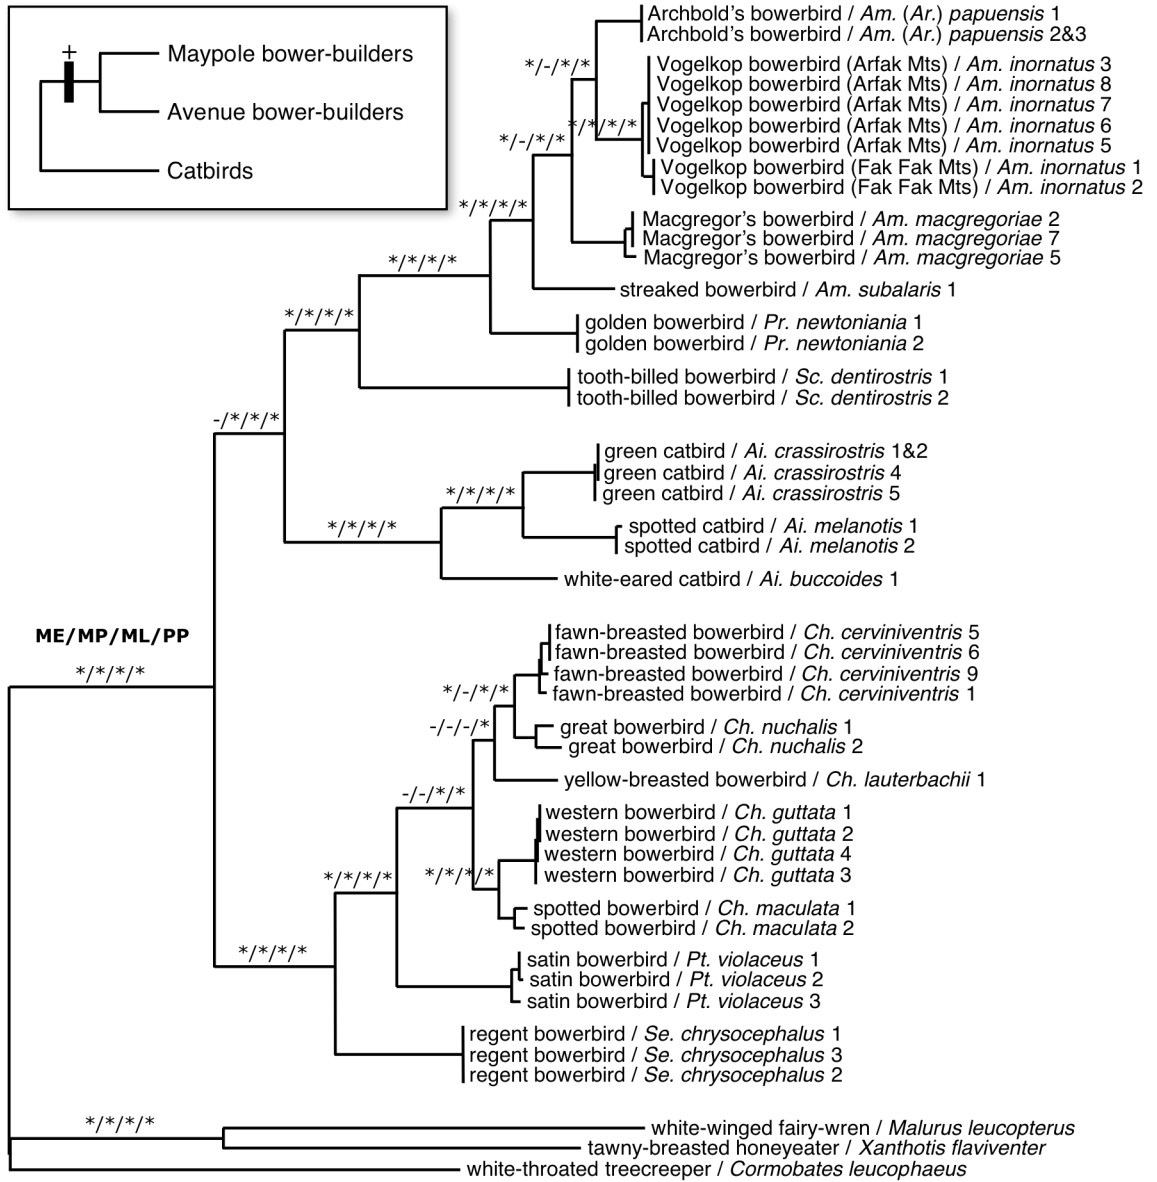 +
Maypole bower-builders
Avenue bower-builders
Catbirds
Archbold's bowerbird / Am. (Ar.) papuensis 1
Archbold's bowerbird / Am. (Ar.) papuensis 2&3
*/-/*/*
Vogelkop bowerbird (Arfak Mts) / Am. inornatus 3
Vogelkop bowerbird (Arfak Mts) / Am. inornatus 8
Vogelkop bowerbird (Arfak Mts) / Am. inornatus 7
*/*/*/*
Vogelkop bowerbird (Arfak Mts) / Am. inornatus 6
*/-/*/*
Vogelkop bowerbird (Arfak Mts) / Am. inornatus 5
Vogelkop bowerbird (Fak Fak Mts) / Am. inornatus 1
Vogelkop bowerbird (Fak Fak Mts) / Am. inornatus 2
*/*/*/*
Macgregor's bowerbird / Am. macgregoriae 2
Macgregor's bowerbird / Am. macgregoriae 7
Macgregor's bowerbird / Am. macgregoriae 5
*/*/*/*
streaked bowerbird / Am. subalaris 1
*/*/*/*
golden bowerbird / Pr. newtoniania 1
golden bowerbird / Pr. newtoniania 2
tooth-billed bowerbird / Sc. dentirostris 1
tooth-billed bowerbird / Sc. dentirostris 2
-/*/*/*
green catbird / Ai. crassirostris 1&2
green catbird / Ai. crassirostris 4
*/*/*/*
green catbird / Ai. crassirostris 5
*/*/*/*
spotted catbird / Ai. melanotis 1
spotted catbird / Ai. melanotis 2
white-eared catbird / Ai. buccoides 1
ME/MP/ML/PP
*/*/*/*
fawn-breasted bowerbird / Ch. cerviniventris 5
fawn-breasted bowerbird / Ch. cerviniventris 6
fawn-breasted bowerbird / Ch. cerviniventris 9
*/-/*/*
fawn-breasted bowerbird / Ch. cerviniventris 1
-/-/-/*
great bowerbird / Ch. nuchalis 1
great bowerbird / Ch. nuchalis 2
yellow-breasted bowerbird / Ch. lauterbachii 1
-/-/*/*
western bowerbird / Ch. guttata 1
western bowerbird / Ch. guttata 2
western bowerbird / Ch. guttata 4
*/*/*/*
*/*/*/*
western bowerbird / Ch. guttata 3
spotted bowerbird / Ch. maculata 1
spotted bowerbird / Ch. maculata 2
*/*/*/*
satin bowerbird / Pt. violaceus 1
satin bowerbird / Pt. violaceus 2
satin bowerbird / Pt. violaceus 3
regent bowerbird / Se. chrysocephalus 1
regent bowerbird / Se. chrysocephalus 3
regent bowerbird / Se. chrysocephalus 2
*/*/*/*
white-winged fairy-wren / Malurus leucopterus
tawny-breasted honeyeater / Xanthotis flaviventer
white-throated treecreeper / Cormobates leucophaeus